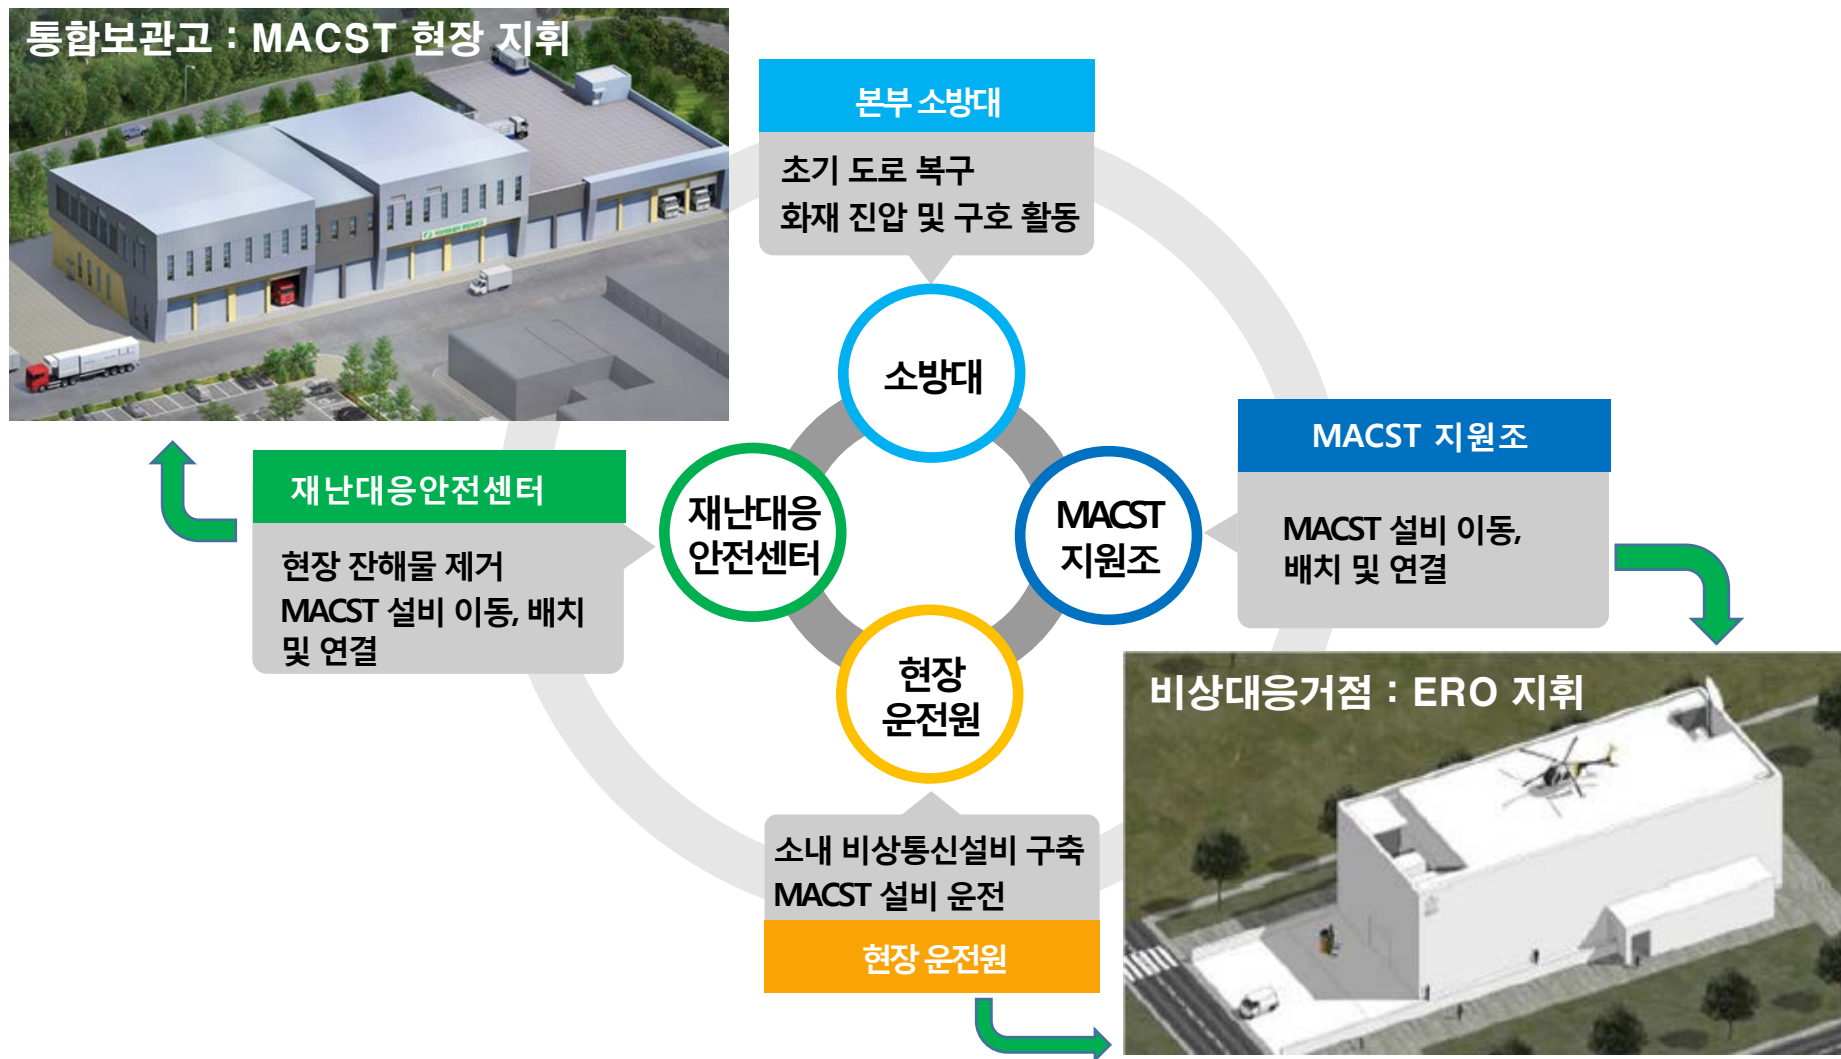 통합보관고 : MACST 현장 지휘
본부 소방대
초기 도로 복구
화재 진압 및 구호 활동
소방대
재난대응안전센터
현장 잔해물 제거
MACST 설비 이동, 배치
및 연결
재난대응
안전센터
MACST
지원조
MACST 지원조
MACST 설비 이동,
배치 및 연결
현장
운전원
소내 비상통신설비 구축
MACST 설비 운전
현장 운전원
비상대응거점 : ERO 지휘